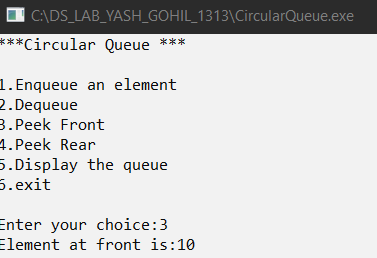 C:\DS_LAB_YASH_GOHIL_1313\CircularQueue.exe
***Circular Queue ***
1.Enqueue an element
2.Dequeue
3.Peek Front
4.Peek Rear
5.Display the queue
6.exit
Enter your choice:3
Element at front is:10